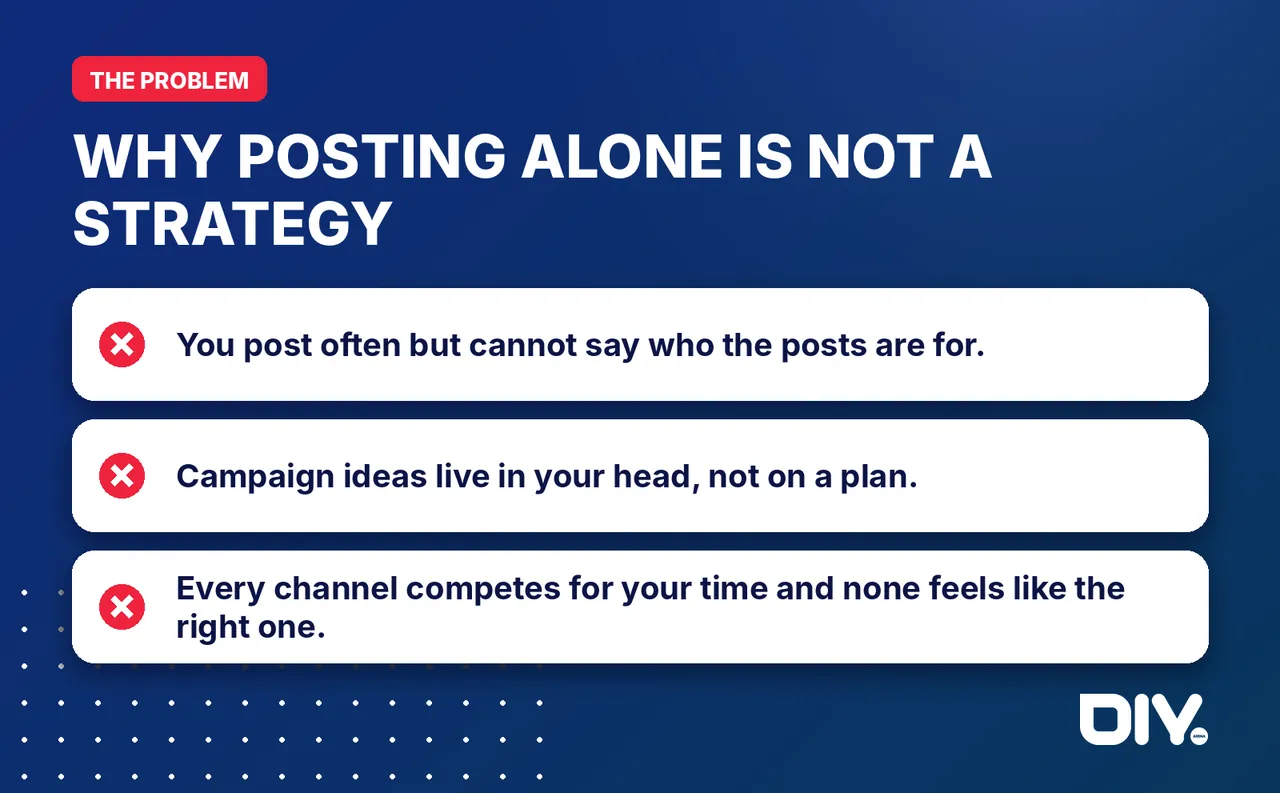 THE PROBLEM
WHY POSTING ALONE IS NOT A
STRATEGY
You post often but cannot say who the posts are for.
Campaign ideas live in your head, not on a plan.
Every channel competes for your time and none feels like the
right one.
DIY.
ARENA